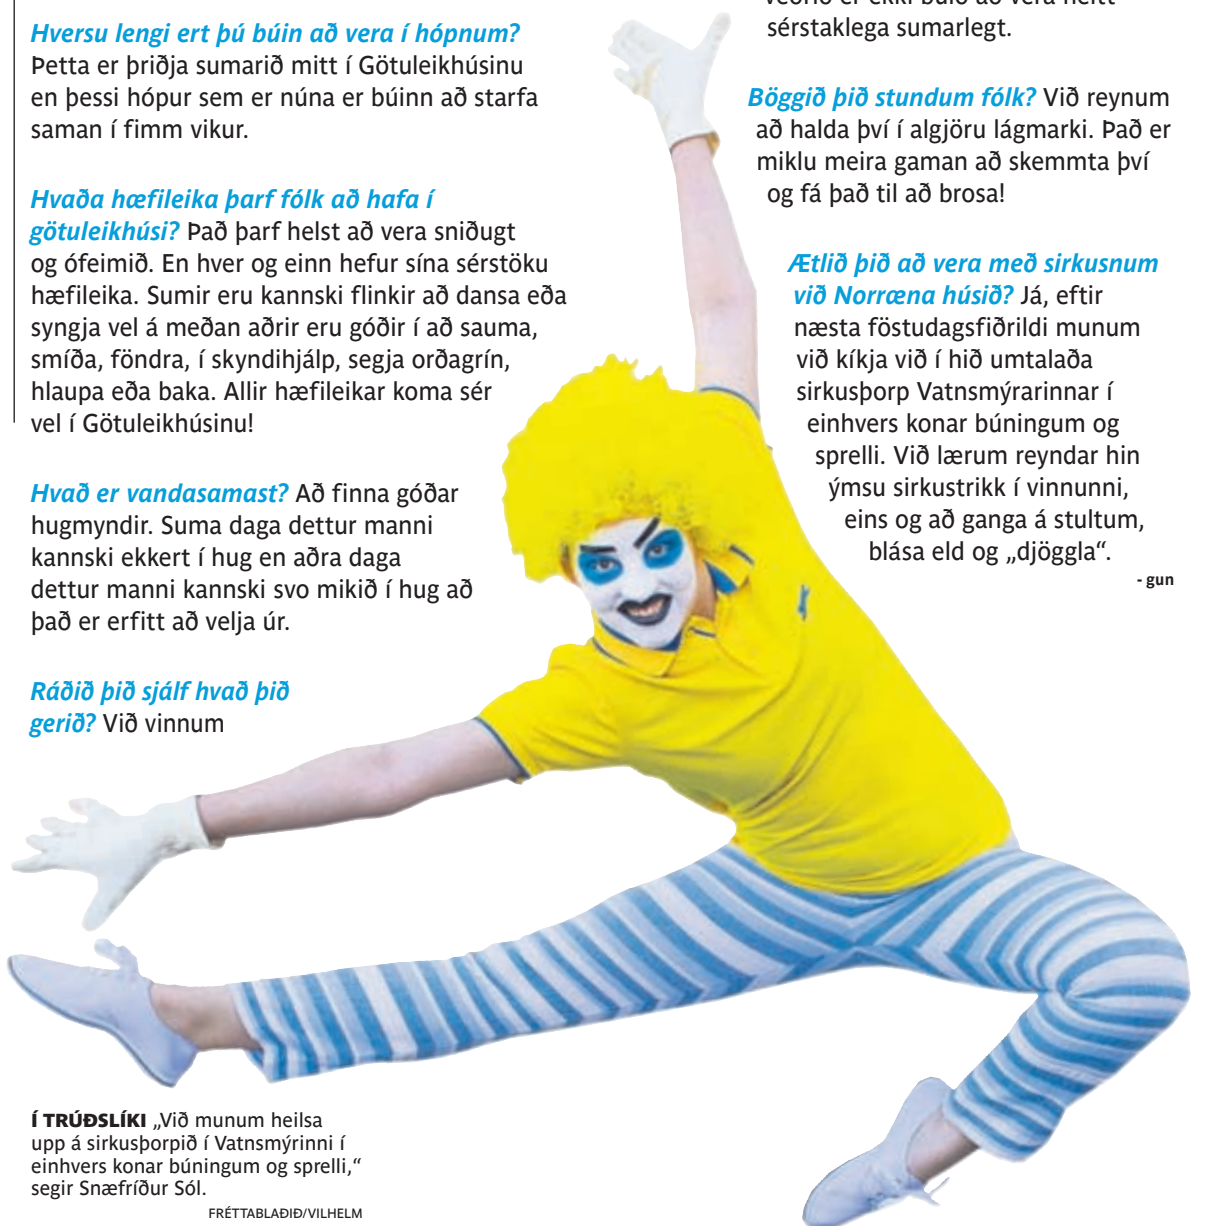 Hversu lengi ert þú búin að vera í hópnum?
Þetta er þriðja sumarið mitt í Götuleikhúsinu
en þessi hópur sem er núna er búinn að starfa
saman í fimm vikur.
Hvaða hæfileika þarf fólk að hafa í
götuleikhúsi? Það þarf helst að vera sniðugt
og ófeimið. En hver og einn hefur sína sérstöku
hæfileika. Sumir eru kannski flinkir að dansa eða
syngja vel á meðan aðrir eru góðir í að sauma,
smíða, föndra, í skyndihjálp, segja orðagrín,
hlaupa eða baka. Allir hæfileikar koma sér
vel í Götuleikhúsinu!
Hvað er vandasamast? Að finna góðar
hugmyndir. Suma daga dettur manni
kannski ekkert í hug en aðra daga
dettur manni kannski svo mikið í hug að
það er erfitt að velja úr.
Ráðið þið sjálf hvað þið
gerið? Við vinnum
veðrið er ekki búið að vera neitt
sérstaklega sumarlegt.
Böggið þið stundum fólk? Við reynum
að halda því í algjöru lágmarki. Það er
miklu meira gaman að skemmta því
og fá það til að brosa!
Ætlið þið að vera með sirkusnum
við Norræna húsið? Já, eftir
næsta föstudagsfiðrildi munum
við kíkja við í hið umtalaða
sirkusþorp Vatnsmýrarinnar í
einhvers konar búningum og
sprelli. Við lærum reyndar hin
ýmsu sirkustrikk í vinnunni,
eins og að ganga á stultum,
blása eld og „djöggla“.
- gun
Í TRÚÐSLÍKI „Við munum heilsa
upp á sirkusþorpið í Vatnsmýrinni í
einhvers konar búningum og sprelli,“
segir Snæfríður Sól.
FRÉTTABLAÐIÐ/VILHELM